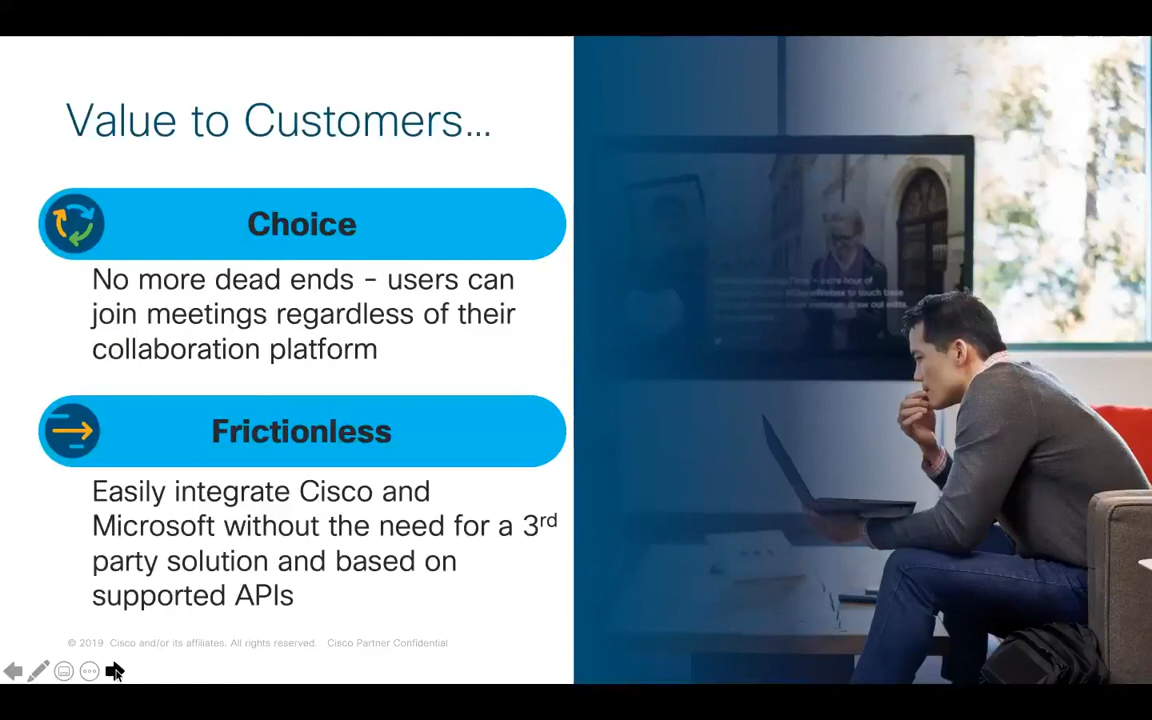 Value to Customers...
Choice
No more dead ends – users can
join meetings regardless of their
collaboration platform
Frictionless
Easily integrate Cisco and
Microsoft without the need for a 3rd
party solution and based on
supported APIs
© 2019 Cisco and/or its affiliates. All rights reserved. Cisco Partner Confidential